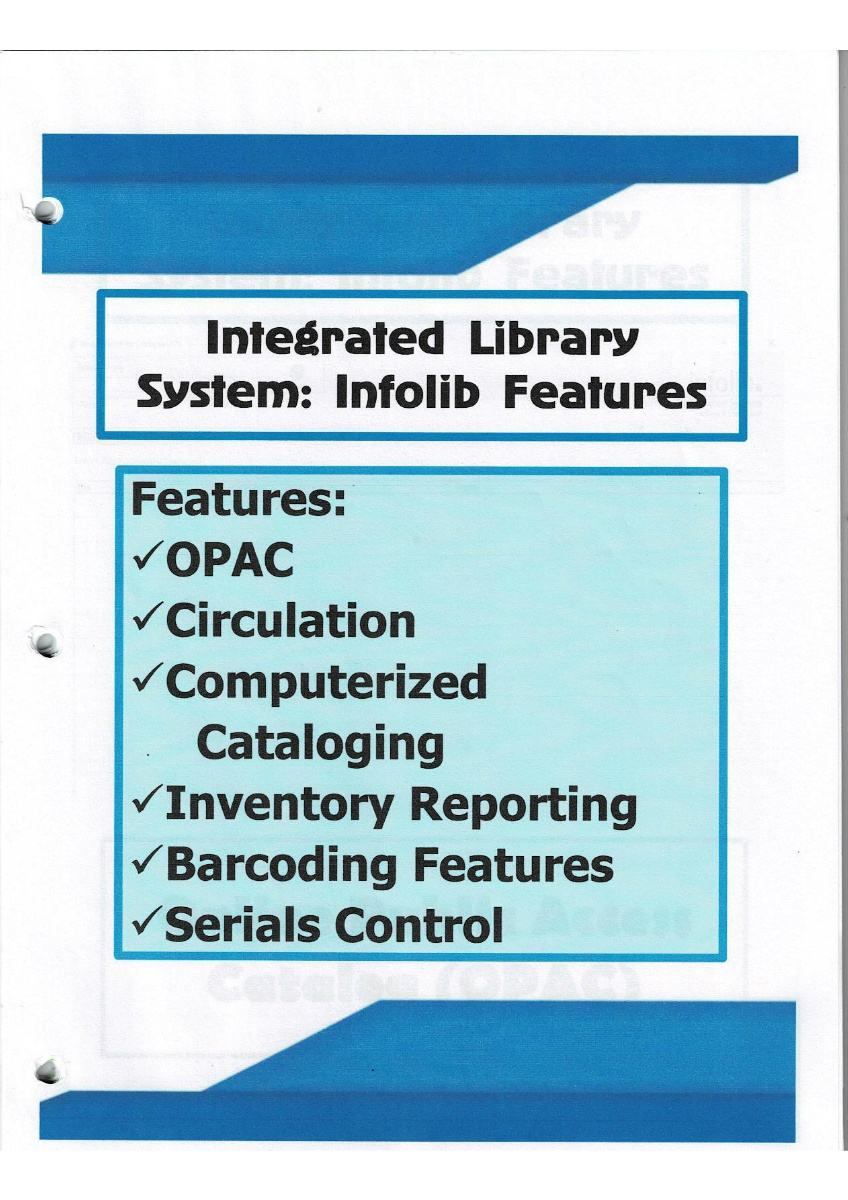 Integrated Library
System: Infolib Features
Features:
✓OPAC
✓Circulation
✓Computerized
Cataloging
✓Inventory Reporting
✓Barcoding Features
✓Serials Control